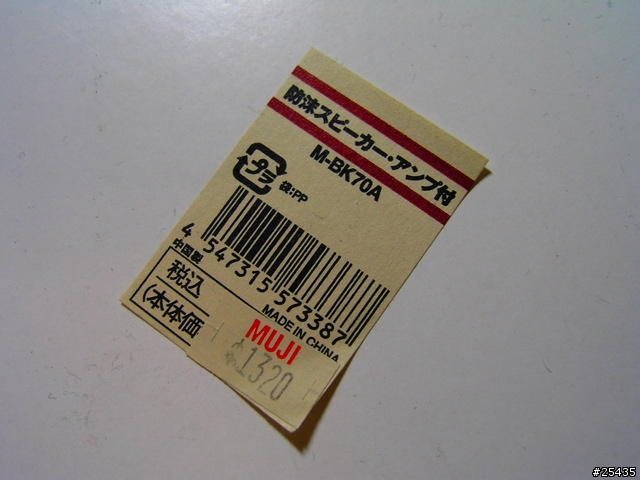 防沫スピーカー・アンプ付
M-BK70A
プラ
袋:PP
4 547315 573387
中国製
MADE IN CHINA
税込
(本体価
MUJI
1320
#25435